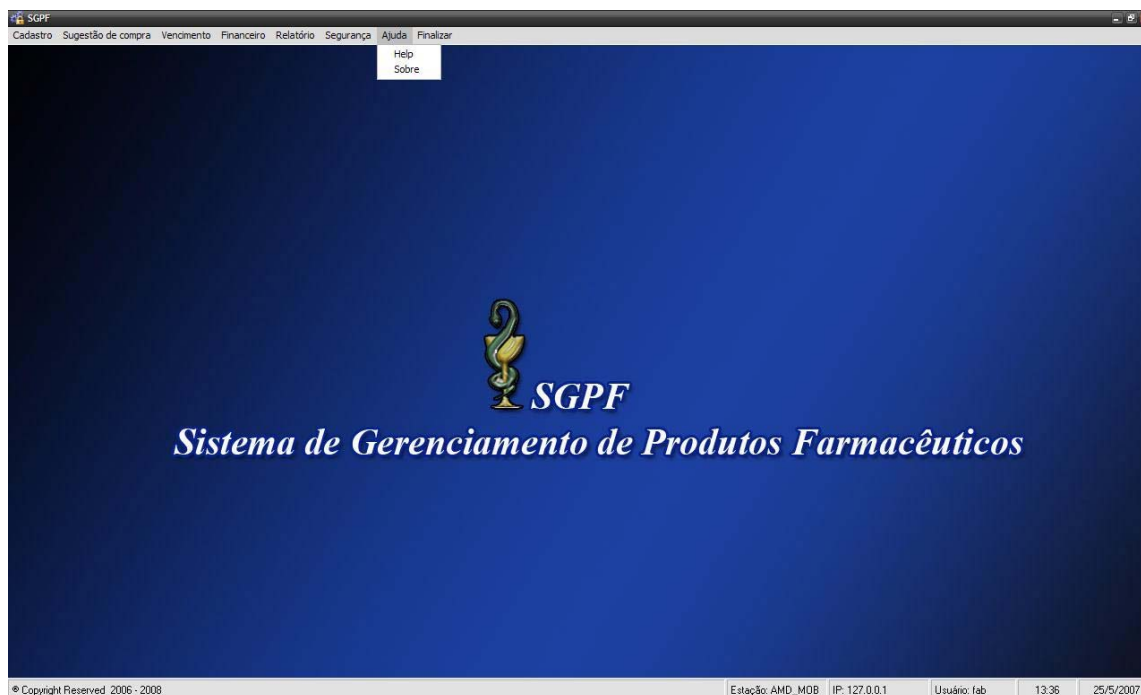 SGPF
Cadastro Sugestão de compra Vencimento Financeiro Relatório Segurança Ajuda Finalizar
Help
Sobre
SGPF
Sistema de Gerenciamento de Produtos Farmacêuticos
® Copyright Reserved 2006 - 2008 Estação: AMD_MOB IP: 127.0.0.1 Usuário: fab 13:36 25/5/2007